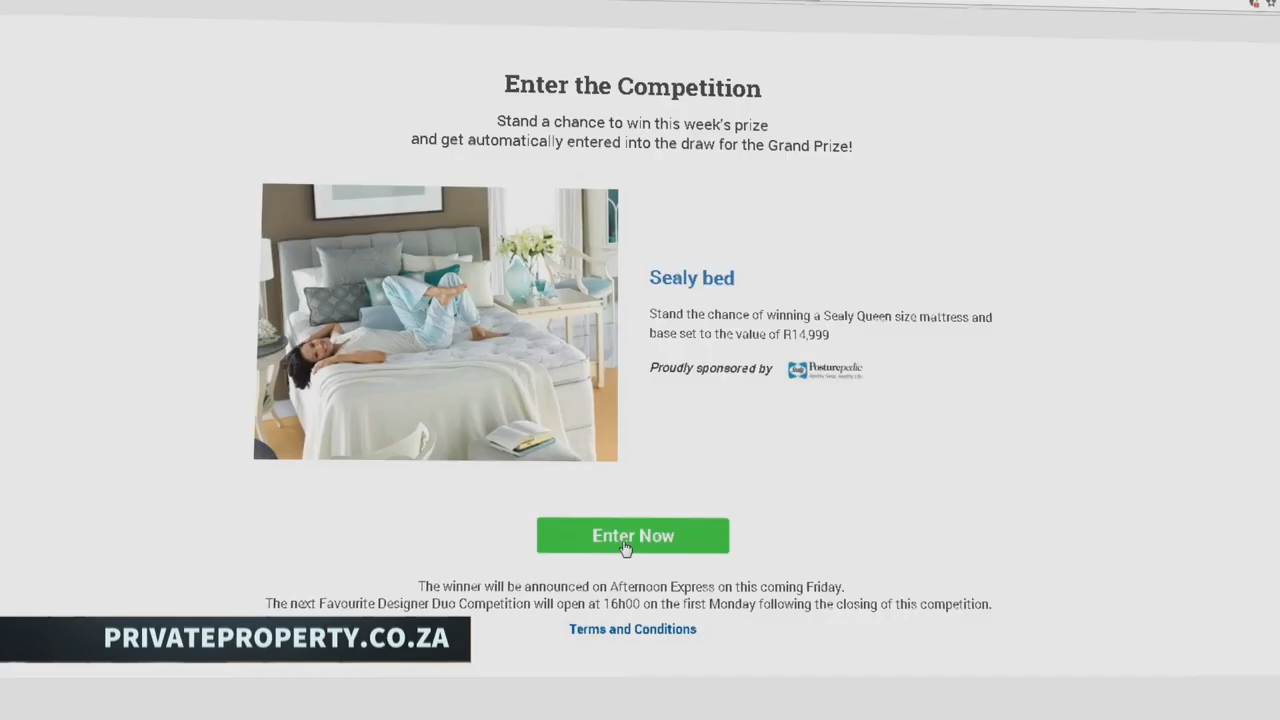 Enter the Competition
Stand a chance to win this week's prize
and get automatically entered into the draw for the Grand Prize!
Sealy bed
Stand the chance of winning a Sealy Queen size mattress and
base set to the value of R14,999
Proudly sponsored by
Sealy Posturepedic
Enter Now
The winner will be announced on Afternoon Express on this coming Friday.
The next Favourite Designer Duo Competition will open at 16h00 on the first Monday following the closing of this competition.
Terms and Conditions
PRIVATEPROPERTY.CO.ZA